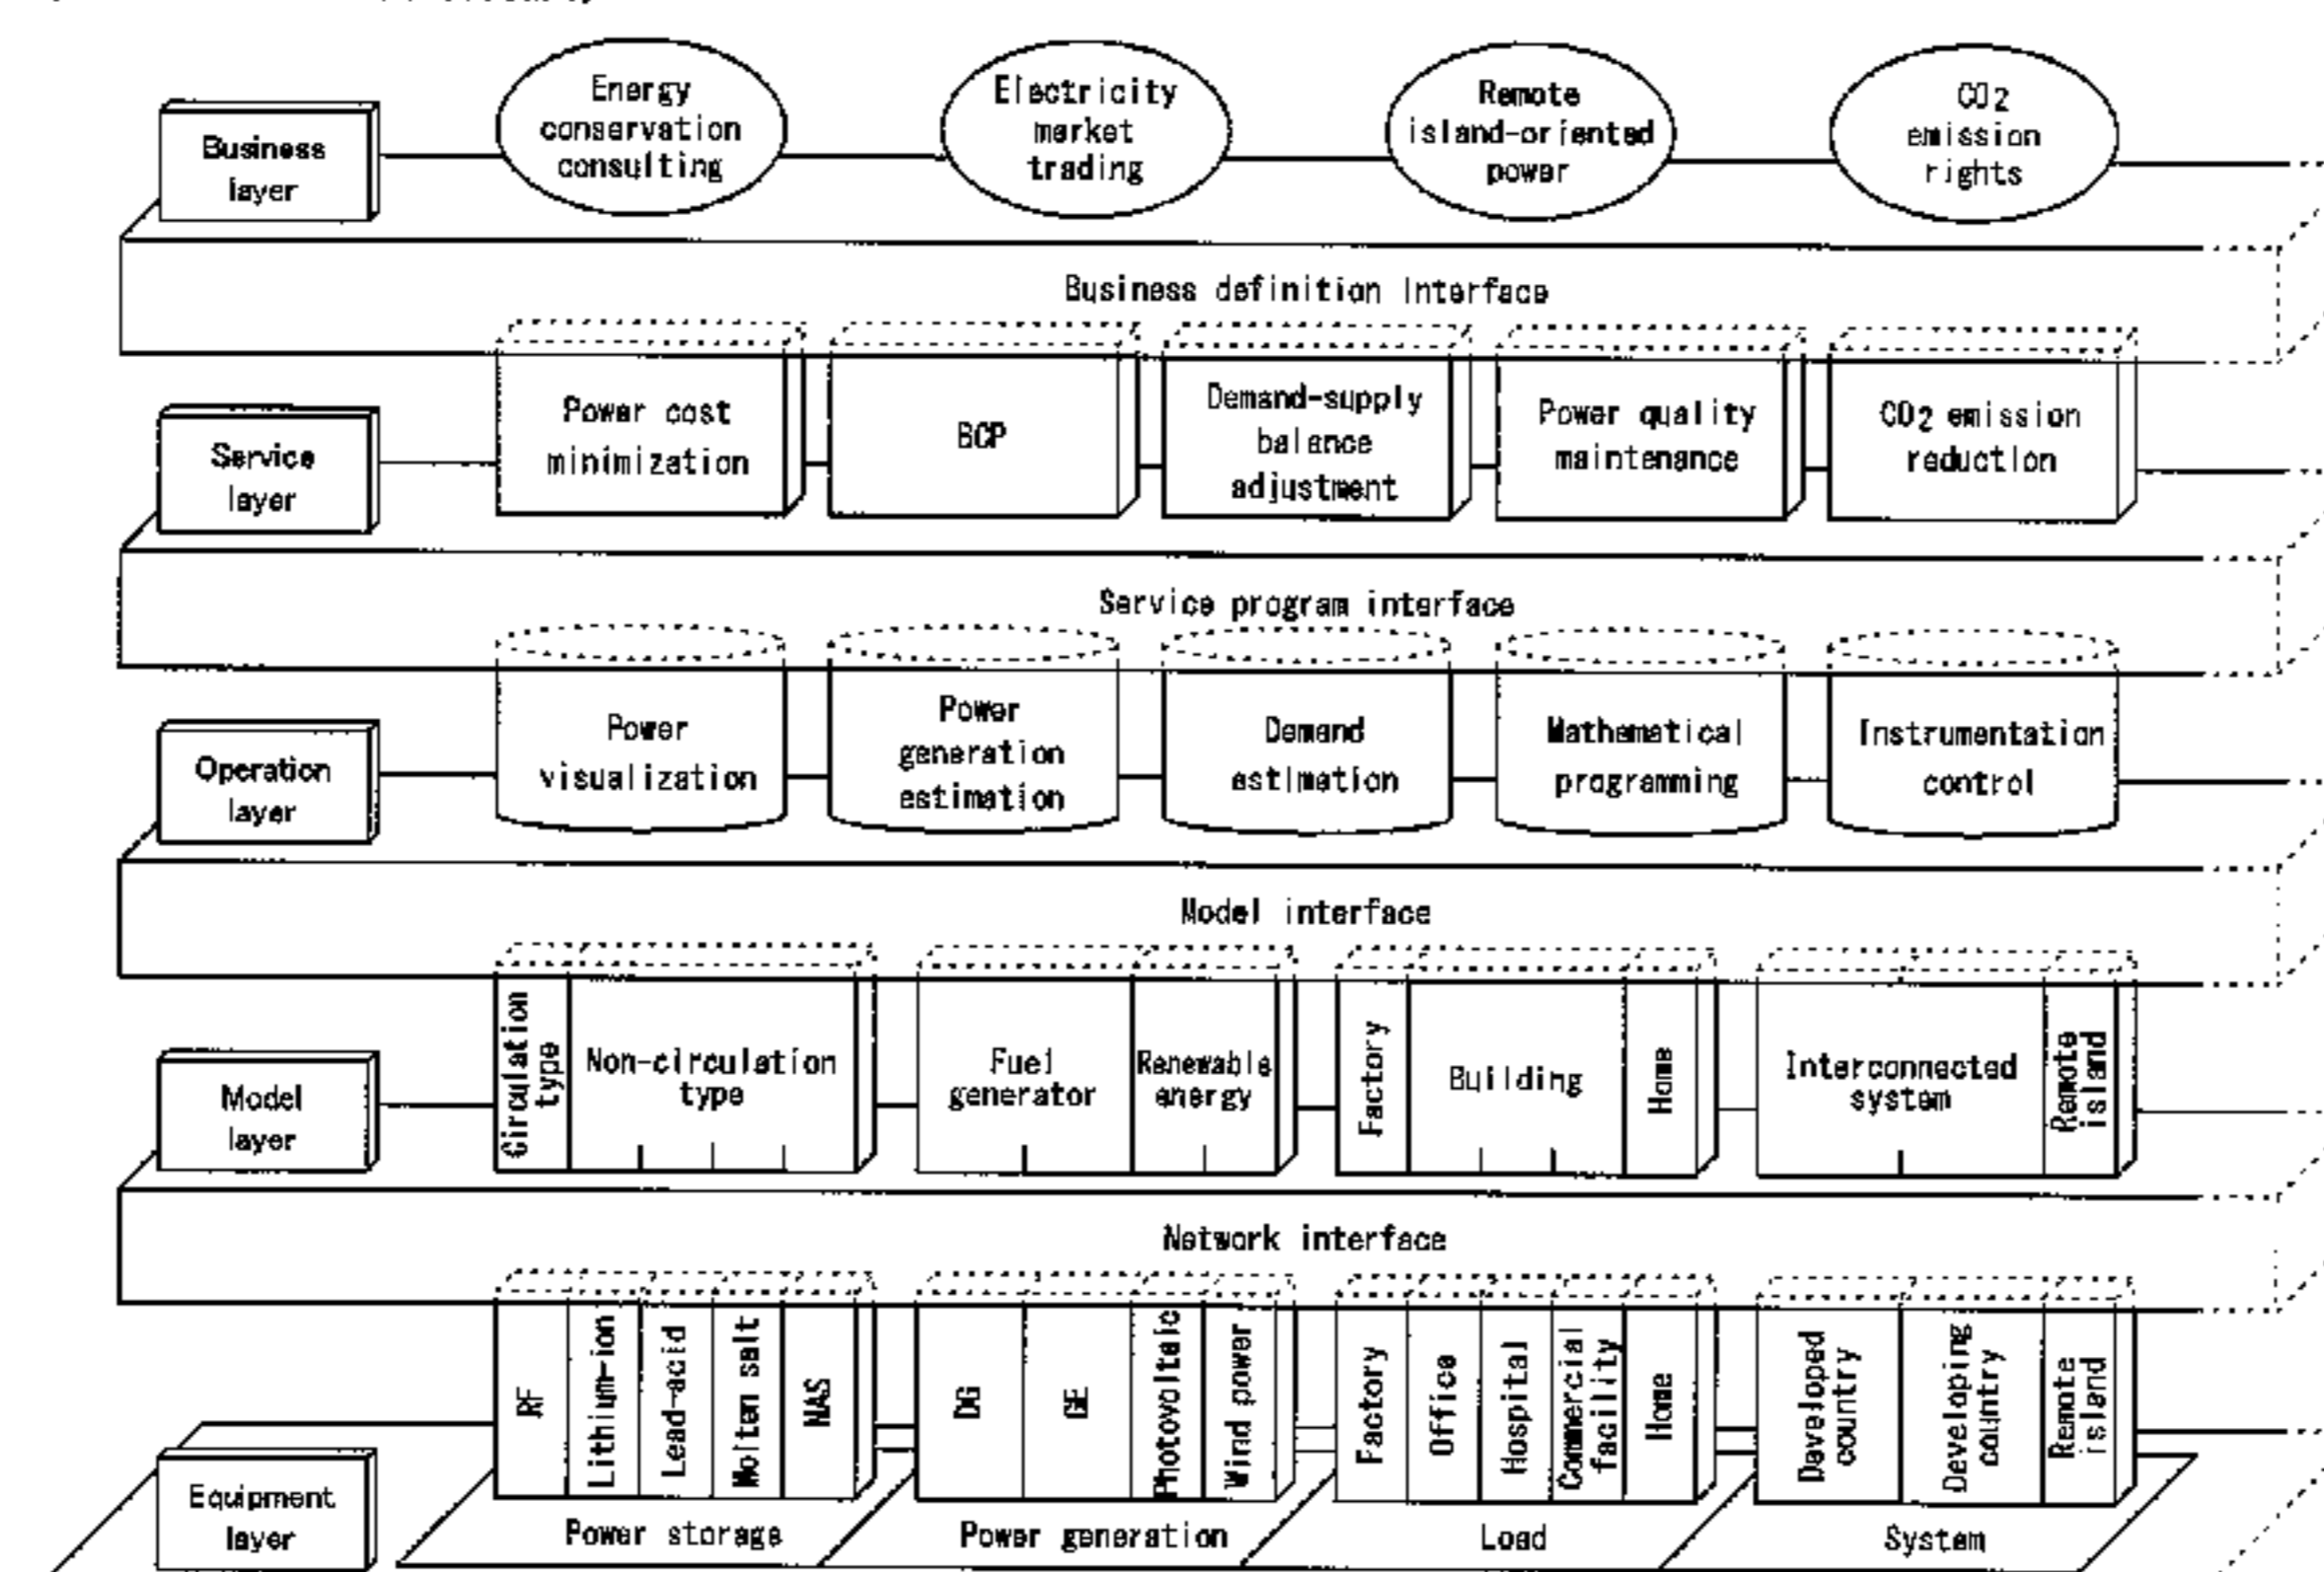 Energy
conservation
consulting
Electricity
market
trading
Remote
island-oriented
power
CO2
emission
rights
Business
layer
Business definition Interface
Power cost
minimization
BCP
Demand-supply
balance
adjustment
Power quality
maintenance
CO2 emission
reduction
Service
layer
Service program interface
Power
visualization
Power
generation
estimation
Demand
estimation
Mathematical
programming
Instrumentation
control
Operation
layer
Model interface
Circulation
type
Non-circulation
type
Fuel
generator
Renewable
energy
Factory
Building
Home
Interconnected
system
Remote
island
Model
layer
Network interface
RF
Lithium-ion
Lead-acid
Molten salt
NAS
DG
GE
Photovoltaic
Wind power
Factory
Office
Hospital
Commercial
facility
Home
Developed
country
Developing
country
Remote
island
Equipment
layer
Power storage
Power generation
Load
System